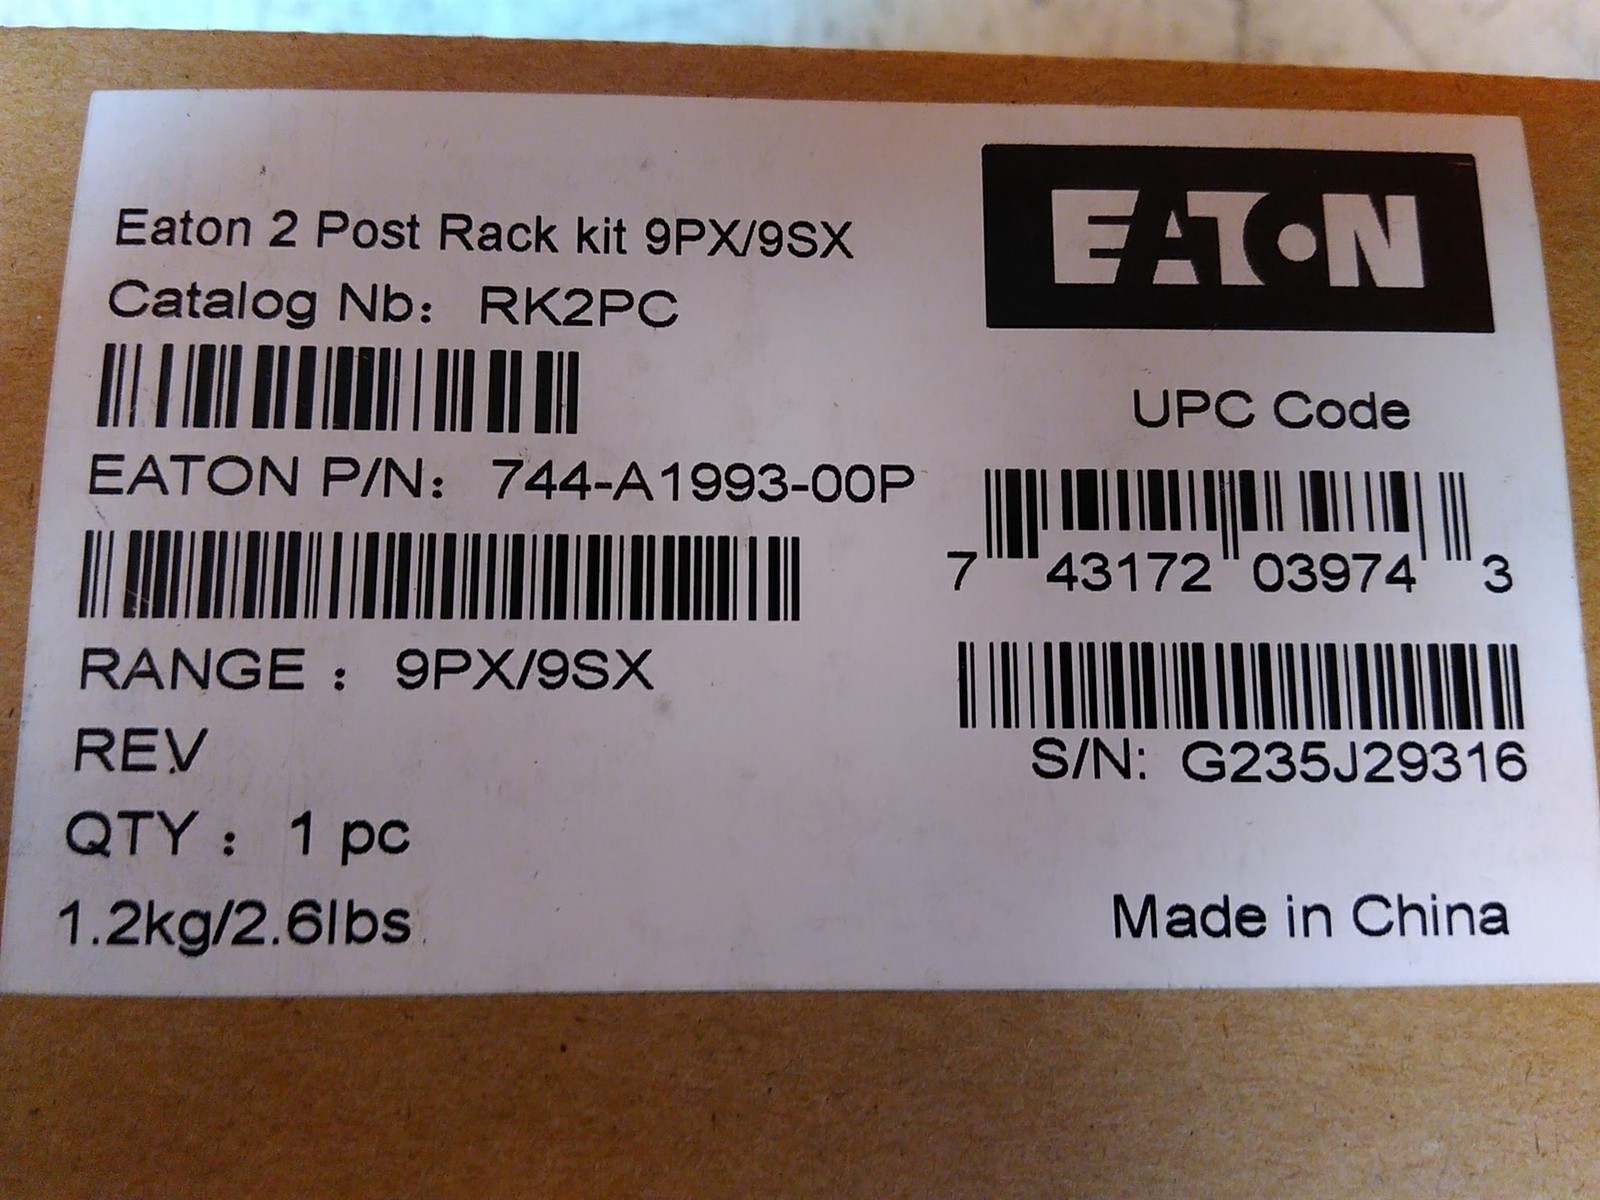 Eaton 2 Post Rack kit 9PX/9SX
Catalog Nb: RK2PC
EATON P/N: 744-A1993-00P
RANGE : 9PX/9SX
REV
QTY : 1 pc
1.2kg/2.6lbs
EATON
UPC Code
7 43172 03974 3
S/N: G235J29316
Made in China